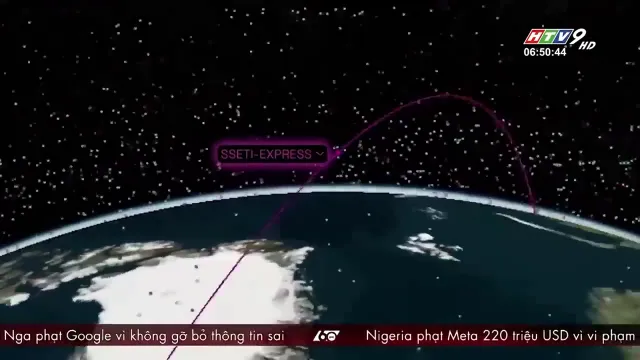 HTV9 HD
06:50:44
SSETI-EXPRESS
Nga phạt Google vì không gỡ bỏ thông tin sai
60
Nigeria phạt Meta 220 triệu USD vì vi phạm